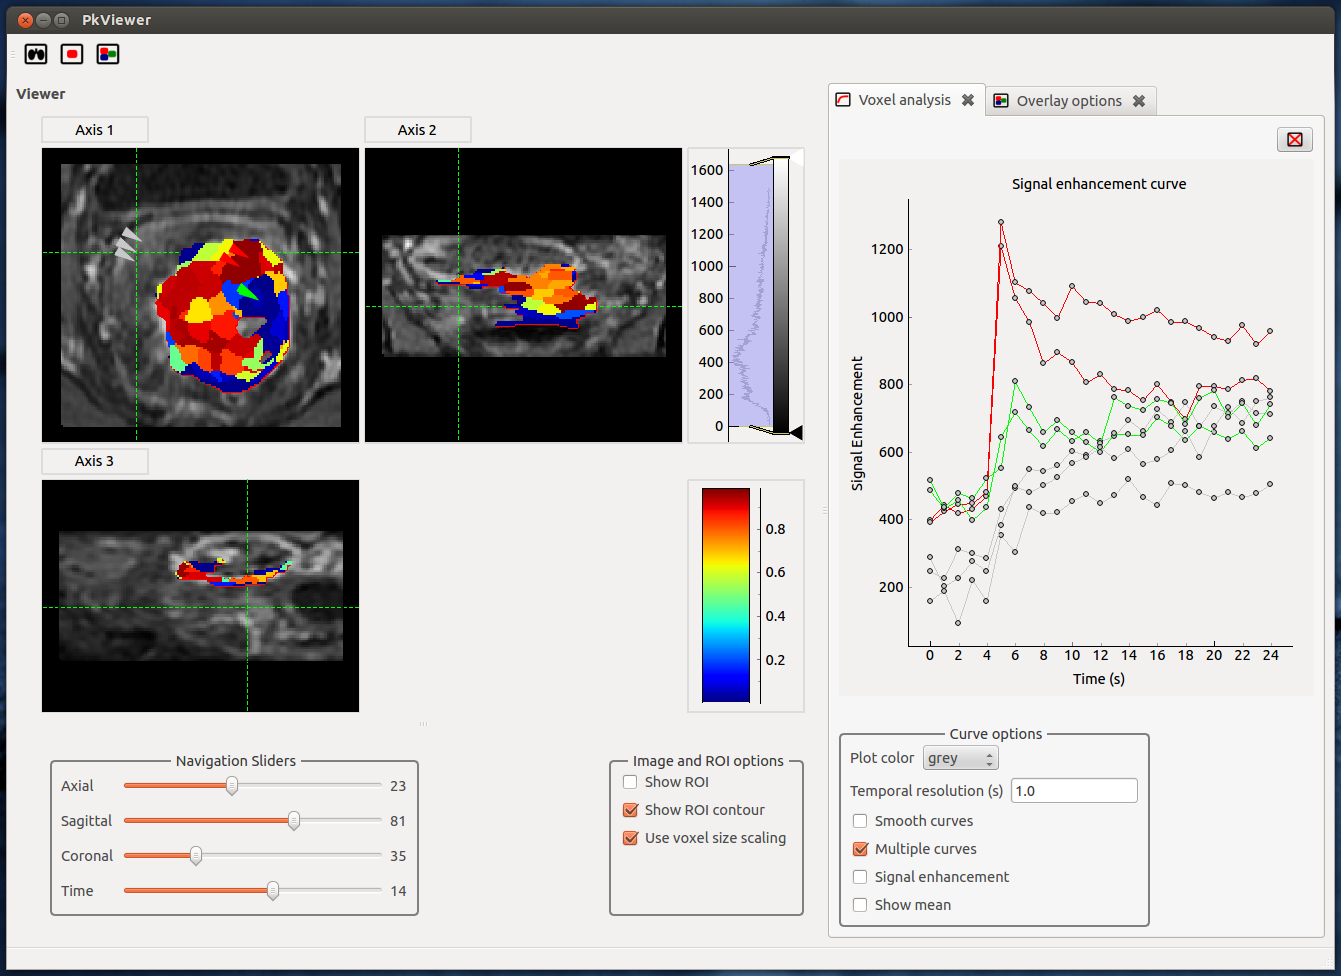 PkViewer
Viewer
Axis 1
Axis 2
1600
1400
1200
1000
800
600
400
200
0
Axis 3
0.8
0.6
0.4
0.2
Navigation Sliders
Axial 23
Sagittal 81
Coronal 35
Time 14
Image and ROI options
Show ROI
Show ROI contour
Use voxel size scaling
Voxel analysis
Overlay options
Signal enhancement curve
Signal Enhancement
1200
1000
800
600
400
200
0 2 4 6 8 10 12 14 16 18 20 22 24
Time (s)
Curve options
Plot color grey
Temporal resolution (s) 1.0
Smooth curves
Multiple curves
Signal enhancement
Show mean